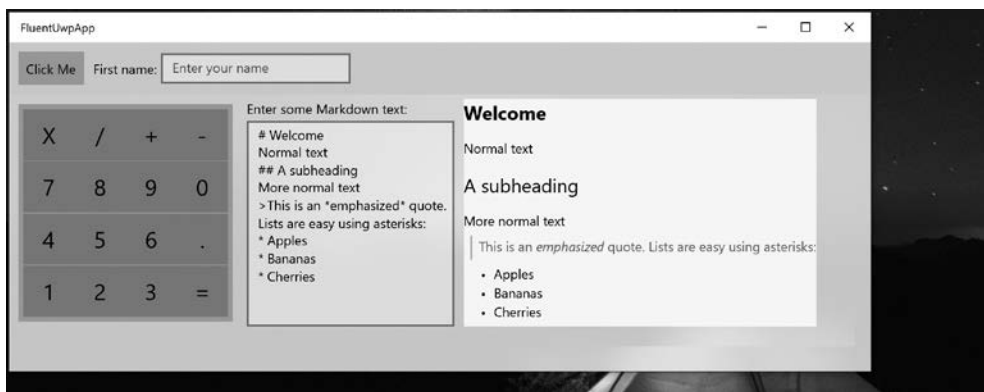 FluentUwpApp
Click Me
First name:
Enter your name
X / + -
7 8 9 0
4 5 6 .
1 2 3 =
Enter some Markdown text:
# Welcome
Normal text
## A subheading
More normal text
>This is an *emphasized* quote.
Lists are easy using asterisks:
* Apples
* Bananas
* Cherries
Welcome
Normal text
A subheading
More normal text
This is an emphasized quote. Lists are easy using asterisks:
• Apples
• Bananas
• Cherries